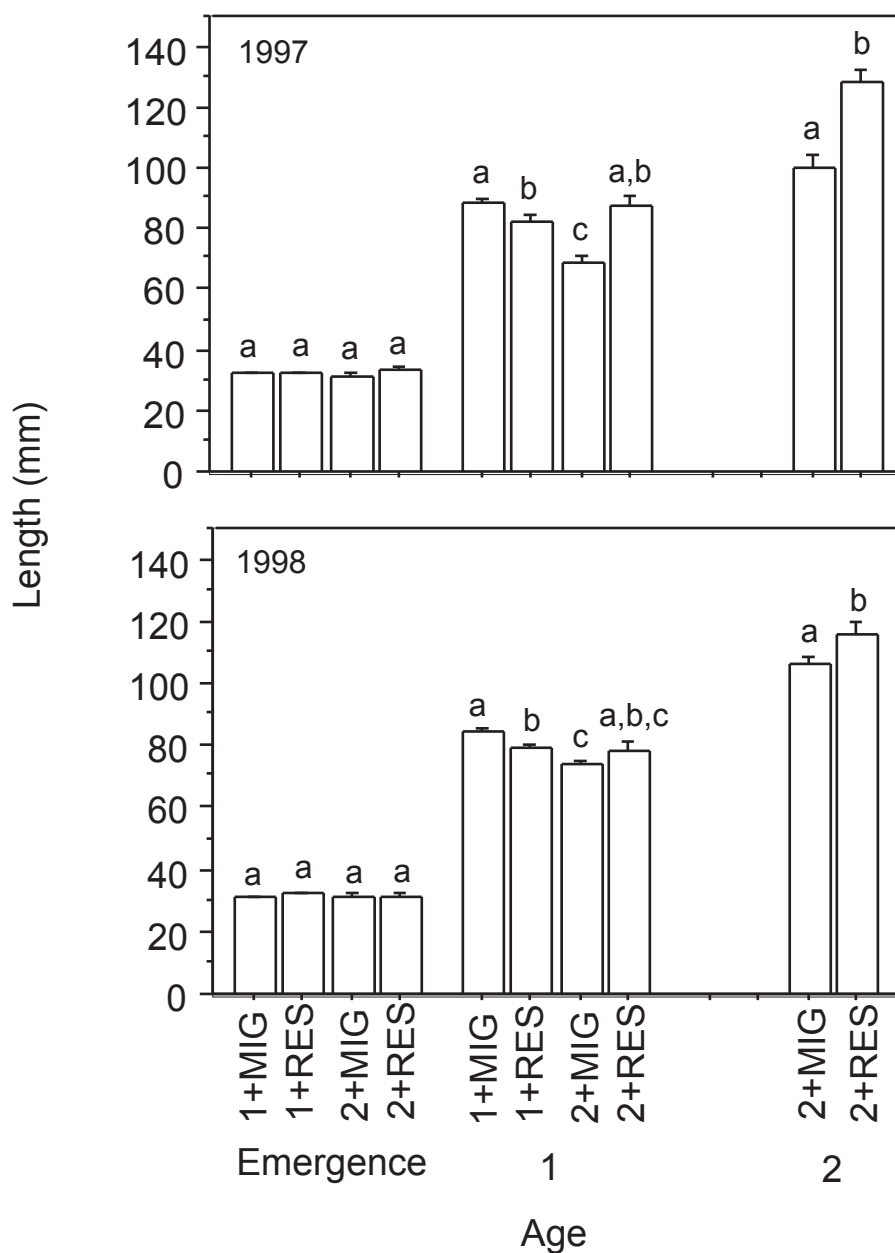 Length (mm)
1997
140
120
100
80
60
40
20
0
a a a a
a b c a,b
a b
1998
140
120
100
80
60
40
20
0
a a a a
a b c a,b,c
a b
1+MIG 1+RES 2+MIG 2+RES 1+MIG 1+RES 2+MIG 2+RES 2+MIG 2+RES
Emergence 1 2
Age